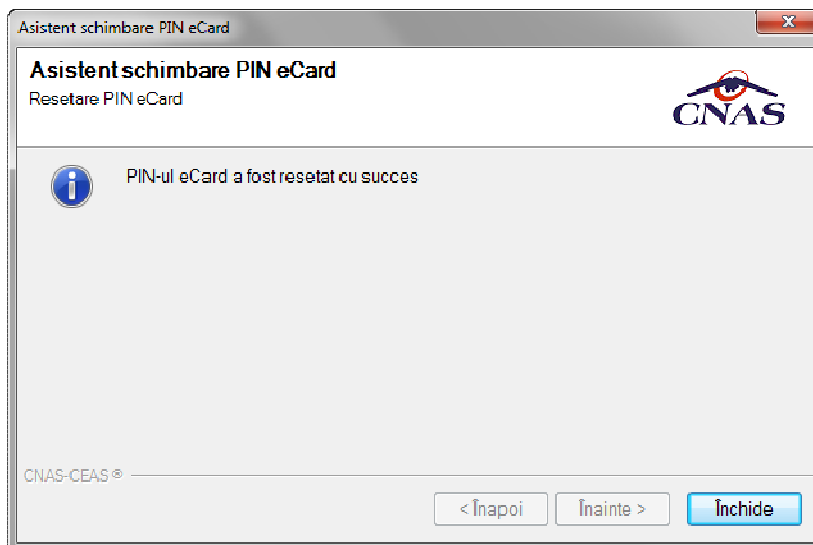 Asistent schimbare PIN eCard
Asistent schimbare PIN eCard
Resetare PIN eCard
CNAS
PIN-ul eCard a fost resetat cu succes
CNAS-CEAS ®
< Înapoi
Înainte >
Închide